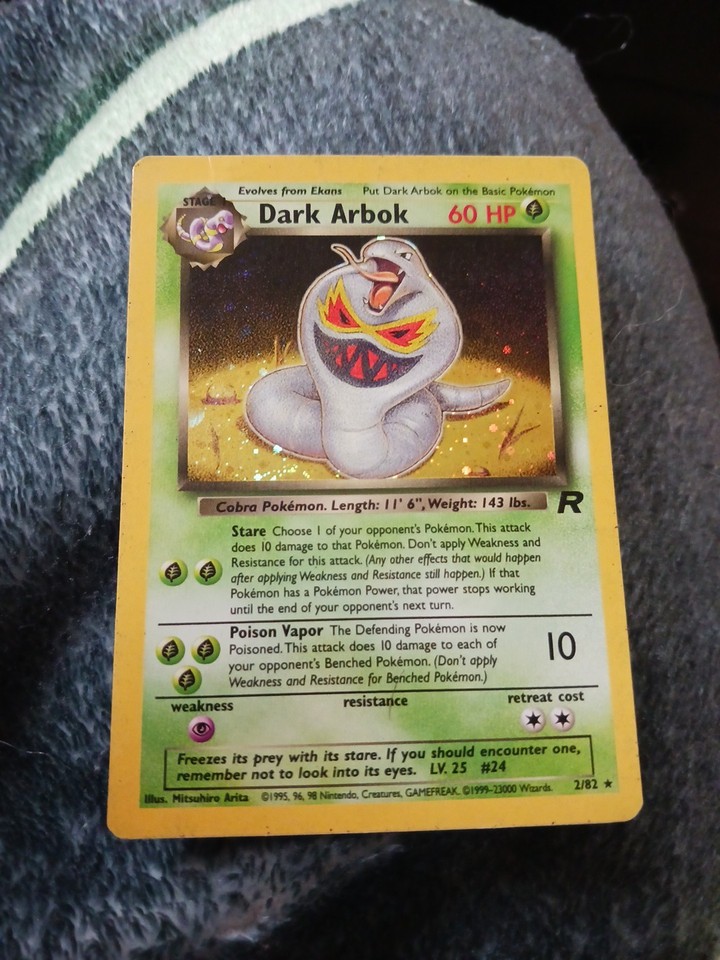 Evolves from Ekans Put Dark Arbok on the Basic Pokémon
STAGE 1
Dark Arbok 60 HP
Cobra Pokémon. Length: 11' 6", Weight: 143 lbs.
R
Stare Choose 1 of your opponent's Pokémon. This attack
does 10 damage to that Pokémon. Don't apply Weakness and
Resistance for this attack. (Any other effects that would happen
after applying Weakness and Resistance still happen.) If that
Pokémon has a Pokémon Power, that power stops working
until the end of your opponent's next turn.
Poison Vapor The Defending Pokémon is now
Poisoned. This attack does 10 damage to each of
your opponent's Benched Pokémon. (Don't apply
Weakness and Resistance for Benched Pokémon.)
10
weakness resistance retreat cost
Freezes its prey with its stare. If you should encounter one,
remember not to look into its eyes. LV. 25 #24
Illus. Mitsuhiro Arita ©1995, 96, 98 Nintendo, Creatures, GAMEFREAK. ©1999-23000 Wizards. 2/82 ★